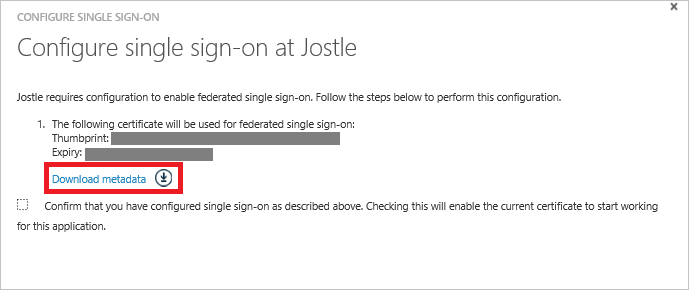 CONFIGURE SINGLE SIGN-ON
Configure single sign-on at Jostle
Jostle requires configuration to enable federated single sign-on. Follow the steps below to perform this configuration.
1. The following certificate will be used for federated single sign-on:
Thumbprint:
Expiry:
Download metadata
Confirm that you have configured single sign-on as described above. Checking this will enable the current certificate to start working
for this application.